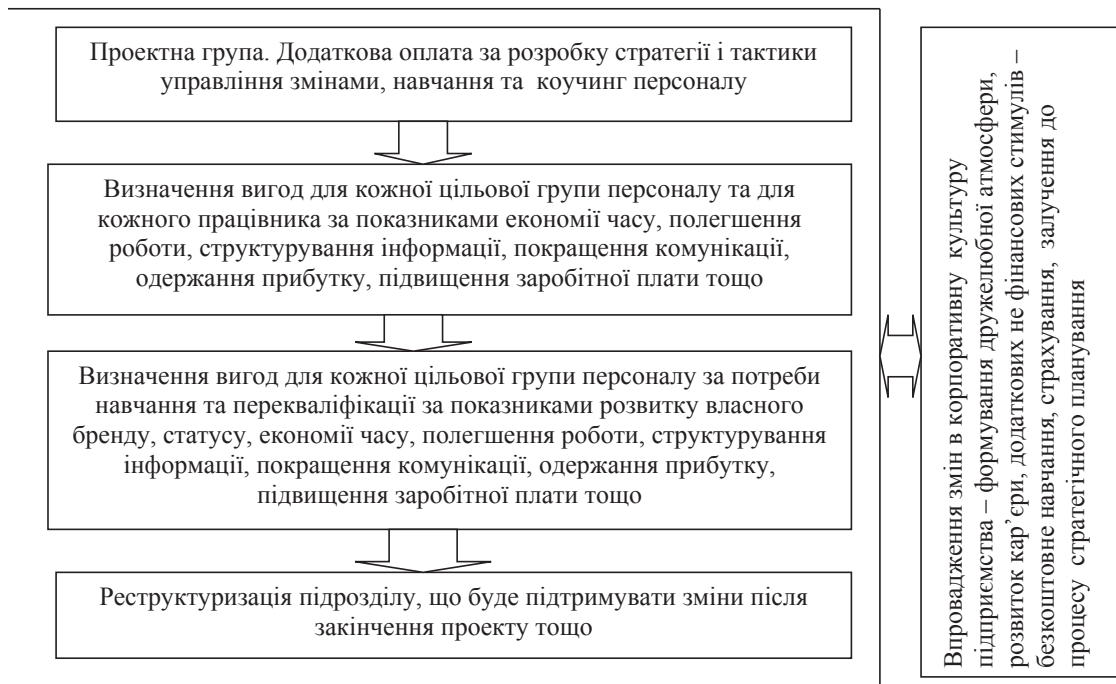 Проектна група. Додаткова оплата за розробку стратегії і тактики
управління змінами, навчання та коучинг персоналу
Визначення вигод для кожної цільової групи персоналу та для
кожного працівника за показниками економії часу, полегшення
роботи, структурування інформації, покращення комунікації,
одержання прибутку, підвищення заробітної плати тощо
Визначення вигод для кожної цільової групи персоналу за потреби
навчання та перекваліфікації за показниками розвитку власного
бренду, статусу, економії часу, полегшення роботи, структурування
інформації, покращення комунікації, одержання прибутку,
підвищення заробітної плати тощо
Реструктуризація підрозділу, що буде підтримувати зміни після
закінчення проекту тощо
Впровадження змін в корпоративну культуру
підприємства – формування дружелюбної атмосфери,
розвиток кар’єри, додаткових не фінансових стимулів –
безкоштовне навчання, страхування, залучення до
процесу стратегічного планування